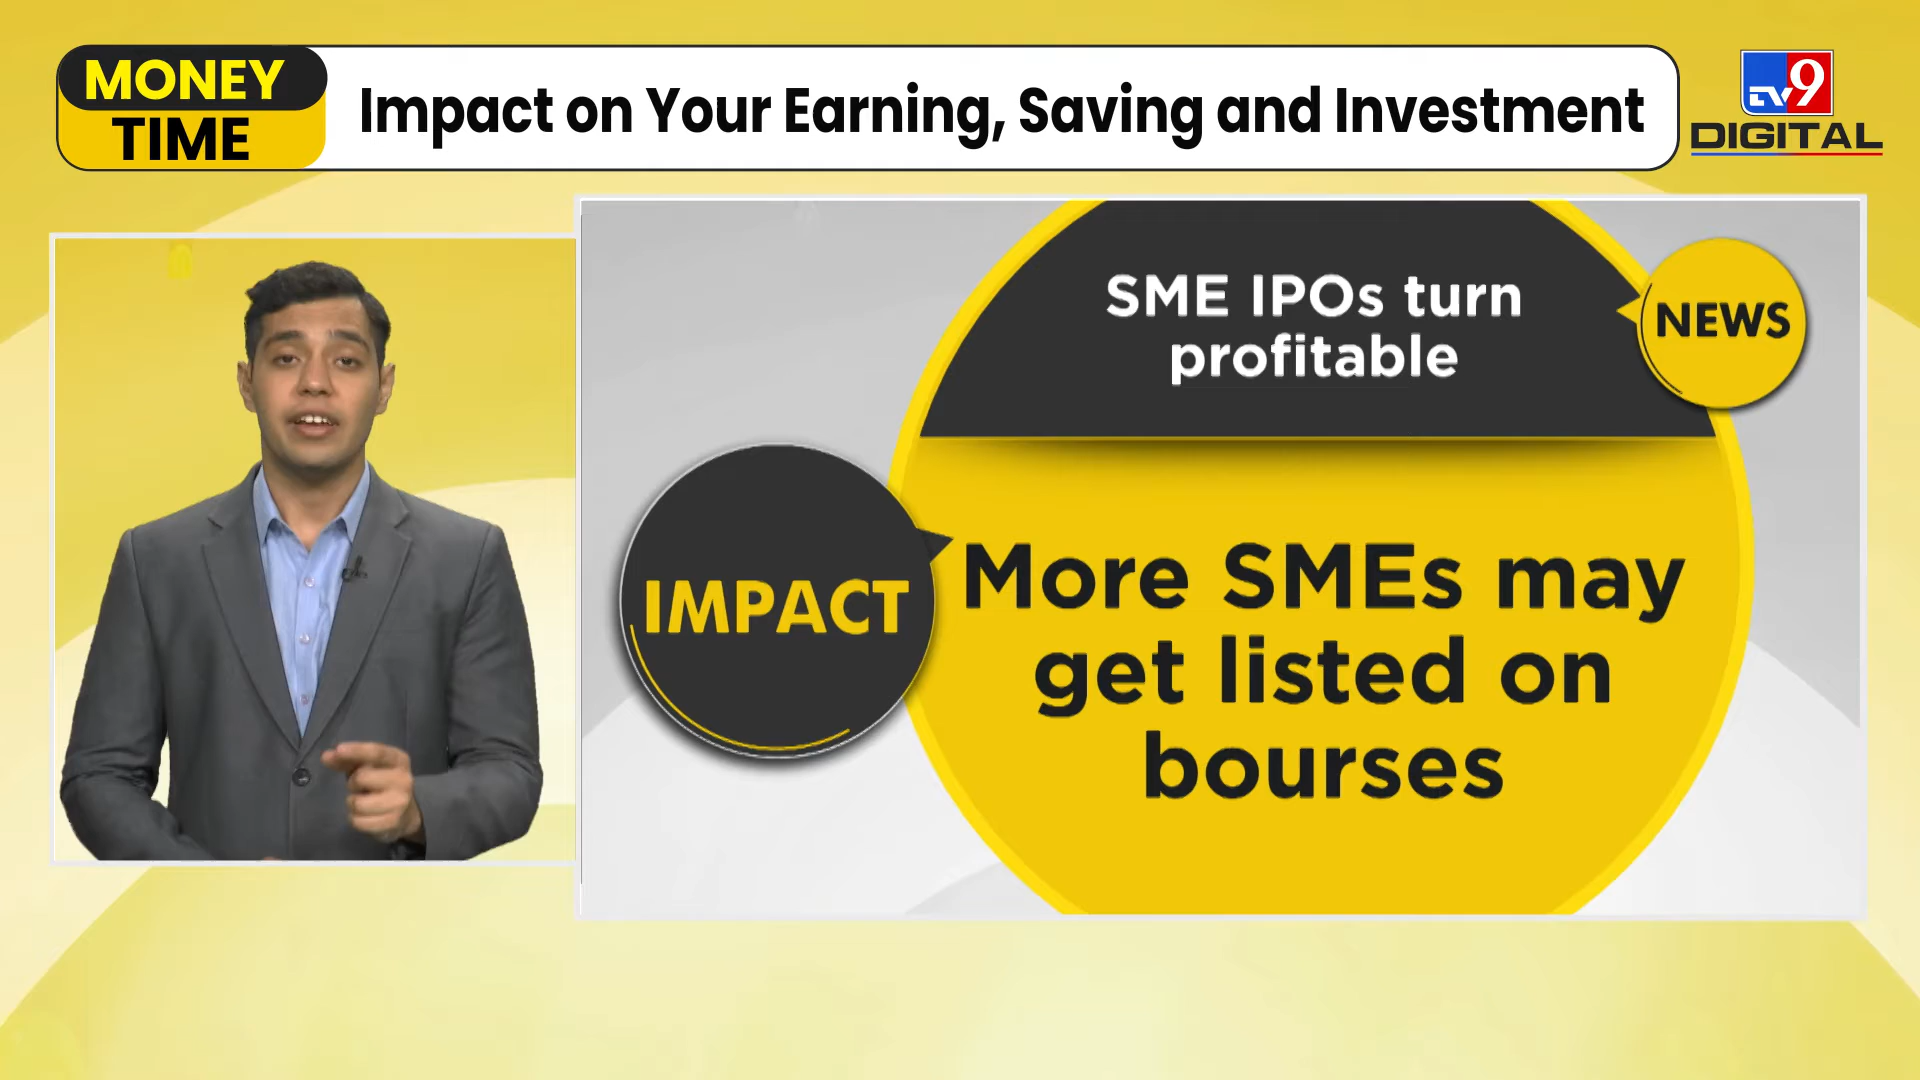 MONEY
TIME
Impact on Your Earning, Saving and Investment
TV9
DIGITAL
SME IPOs turn
profitable
NEWS
IMPACT
More SMEs may
get listed on
bourses